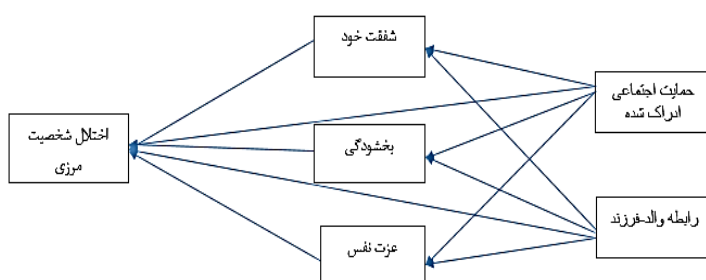 شفقت خود
حمایت اجتماعی
ادراک شده
بخشودگی
اختلال شخصیت
مرزی
رابطه والد-فرزند
عزت نفس